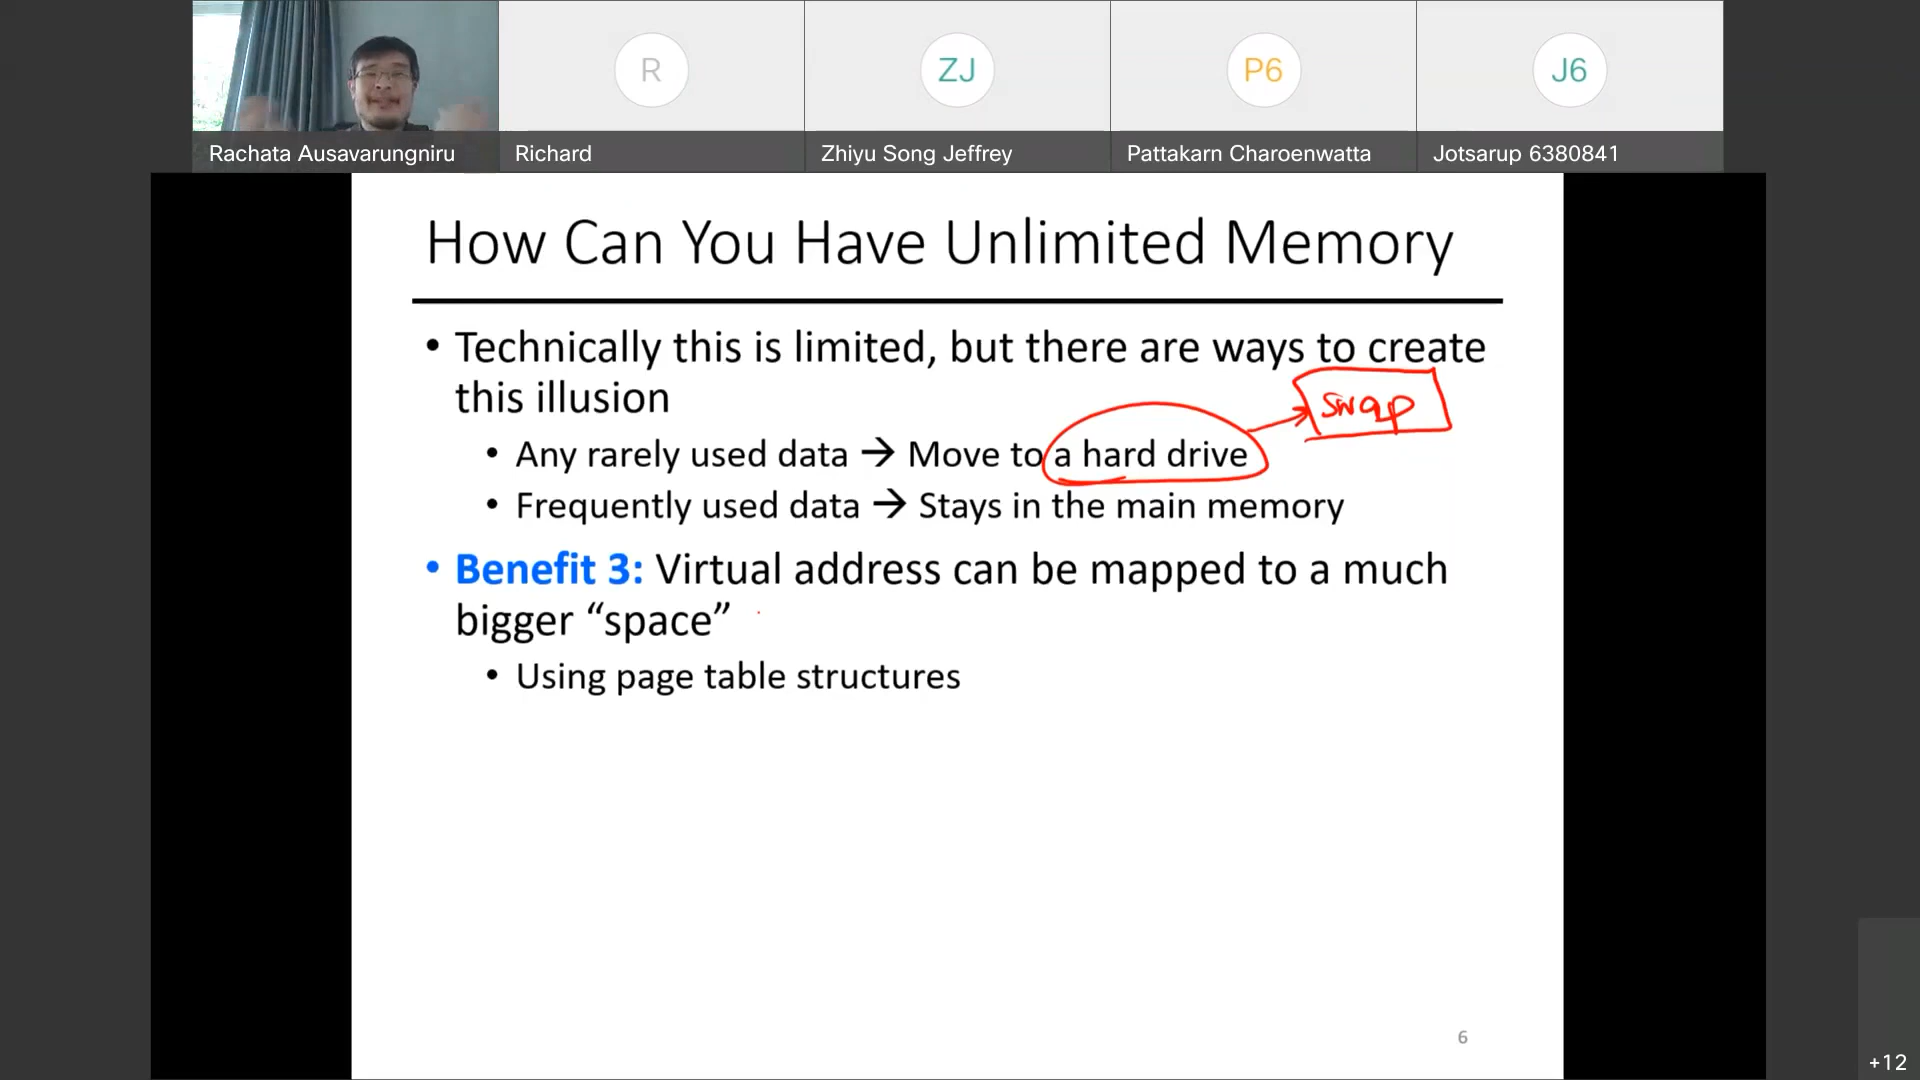 R
ZJ
P6
J6
Rachata Ausavarungniru
Richard
Zhiyu Song Jeffrey
Pattakarn Charoenwatta
Jotsarup 6380841
How Can You Have Unlimited Memory
• Technically this is limited, but there are ways to create
this illusion
swap
• Any rarely used data → Move to a hard drive
• Frequently used data → Stays in the main memory
• Benefit 3: Virtual address can be mapped to a much
bigger “space”
• Using page table structures
6
+12